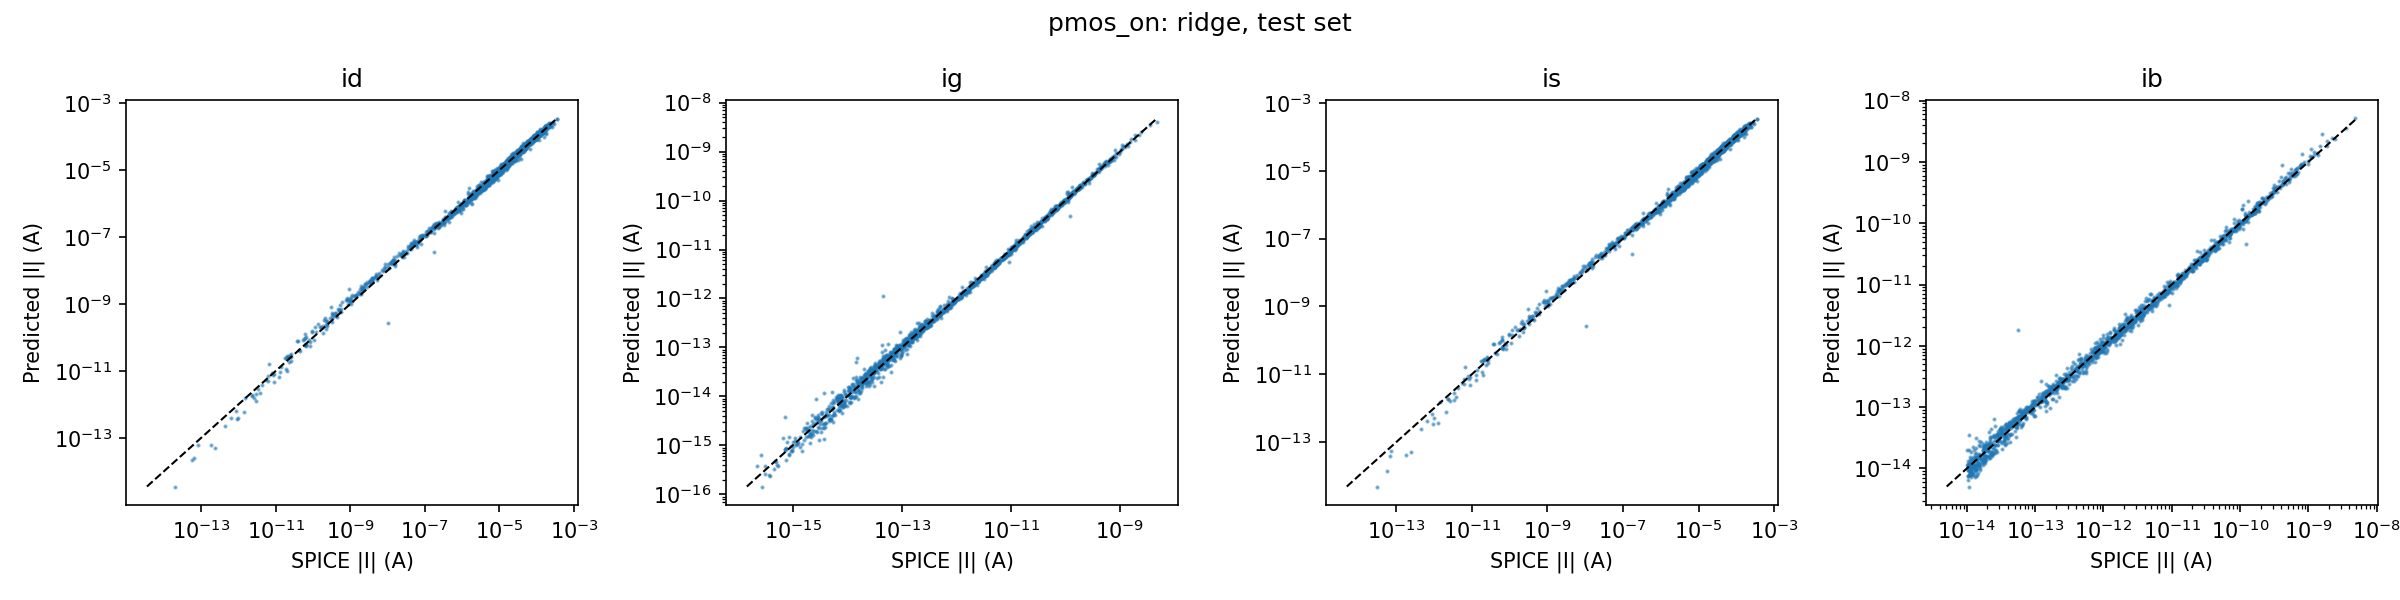 pmos_on: ridge, test set
id
Predicted |I| (A)
10⁻³
10⁻⁵
10⁻⁷
10⁻⁹
10⁻¹¹
10⁻¹³
10⁻¹³ 10⁻¹¹ 10⁻⁹ 10⁻⁷ 10⁻⁵ 10⁻³
SPICE |I| (A)
ig
Predicted |I| (A)
10⁻⁸
10⁻⁹
10⁻¹⁰
10⁻¹¹
10⁻¹²
10⁻¹³
10⁻¹⁴
10⁻¹⁵
10⁻¹⁶
10⁻¹⁵ 10⁻¹³ 10⁻¹¹ 10⁻⁹
SPICE |I| (A)
is
Predicted |I| (A)
10⁻³
10⁻⁵
10⁻⁷
10⁻⁹
10⁻¹¹
10⁻¹³
10⁻¹³ 10⁻¹¹ 10⁻⁹ 10⁻⁷ 10⁻⁵ 10⁻³
SPICE |I| (A)
ib
Predicted |I| (A)
10⁻⁸
10⁻⁹
10⁻¹⁰
10⁻¹¹
10⁻¹²
10⁻¹³
10⁻¹⁴
10⁻¹⁴ 10⁻¹³ 10⁻¹² 10⁻¹¹ 10⁻¹⁰ 10⁻⁹ 10⁻⁸
SPICE |I| (A)